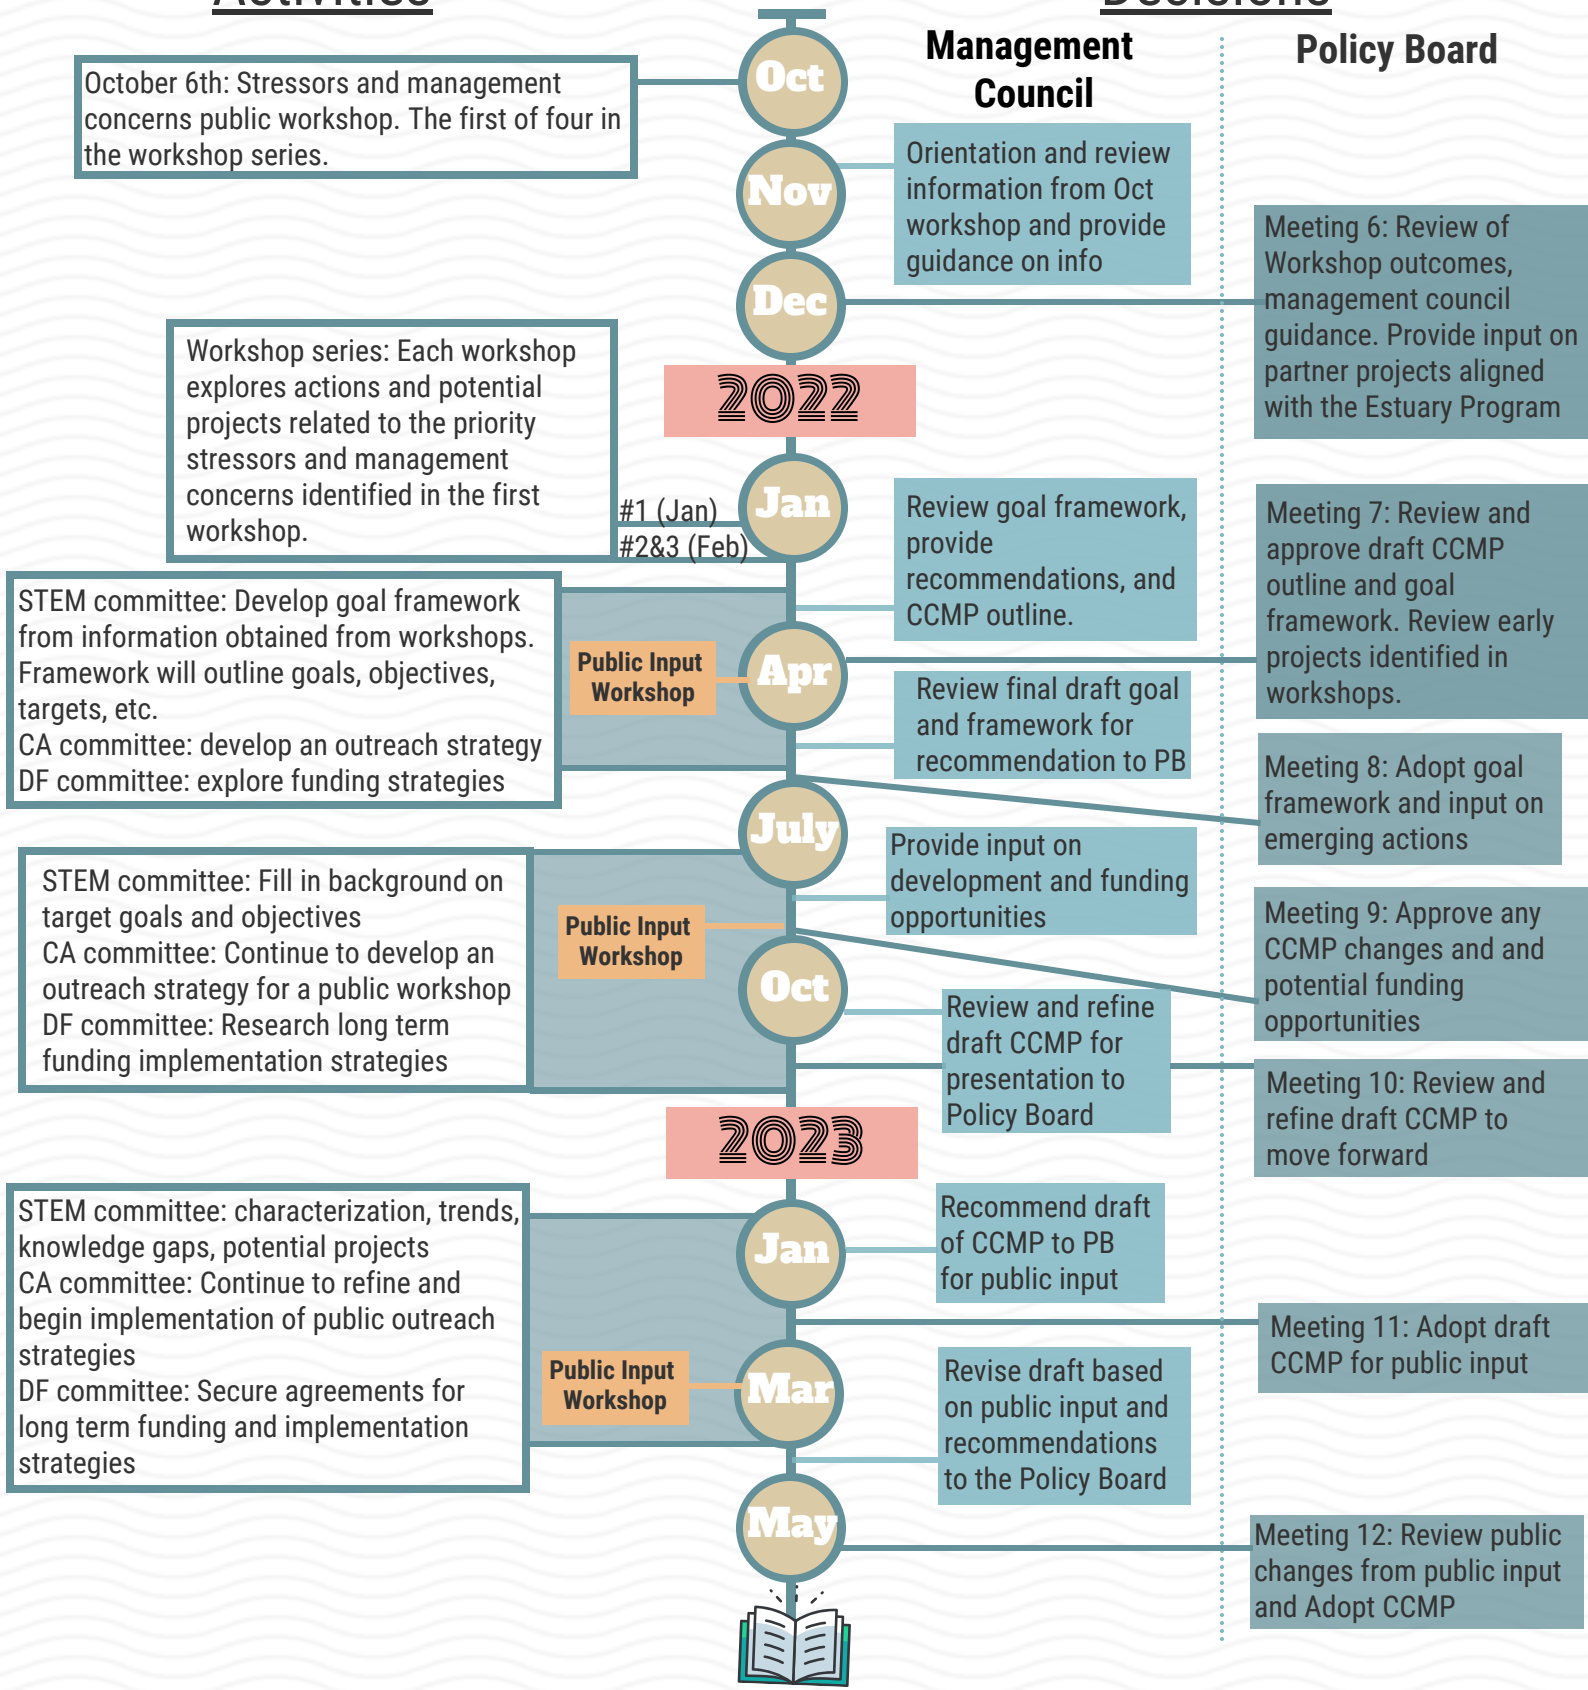 Activities
Decisions
Management
Council
Policy Board
Oct
October 6th: Stressors and management
concerns public workshop. The first of four in
the workshop series.
Nov
Orientation and review
information from Oct
workshop and provide
guidance on info
Dec
Meeting 6: Review of
Workshop outcomes,
management council
guidance. Provide input on
partner projects aligned
with the Estuary Program
2022
Workshop series: Each workshop
explores actions and potential
projects related to the priority
stressors and management
concerns identified in the first
workshop.
#1 (Jan)
#2&3 (Feb)
Jan
Review goal framework,
provide
recommendations, and
CCMP outline.
Meeting 7: Review and
approve draft CCMP
outline and goal
framework. Review early
projects identified in
workshops.
STEM committee: Develop goal framework
from information obtained from workshops.
Framework will outline goals, objectives,
targets, etc.
CA committee: develop an outreach strategy
DF committee: explore funding strategies
Public Input
Workshop
Apr
Review final draft goal
and framework for
recommendation to PB
Meeting 8: Adopt goal
framework and input on
emerging actions
July
Provide input on
development and funding
opportunities
STEM committee: Fill in background on
target goals and objectives
CA committee: Continue to develop an
outreach strategy for a public workshop
DF committee: Research long term
funding implementation strategies
Public Input
Workshop
Meeting 9: Approve any
CCMP changes and and
potential funding
opportunities
Oct
Review and refine
draft CCMP for
presentation to
Policy Board
Meeting 10: Review and
refine draft CCMP to
move forward
2023
STEM committee: characterization, trends,
knowledge gaps, potential projects
CA committee: Continue to refine and
begin implementation of public outreach
strategies
DF committee: Secure agreements for
long term funding and implementation
strategies
Jan
Recommend draft
of CCMP to PB
for public input
Meeting 11: Adopt draft
CCMP for public input
Public Input
Workshop
Mar
Revise draft based
on public input and
recommendations
to the Policy Board
May
Meeting 12: Review public
changes from public input
and Adopt CCMP